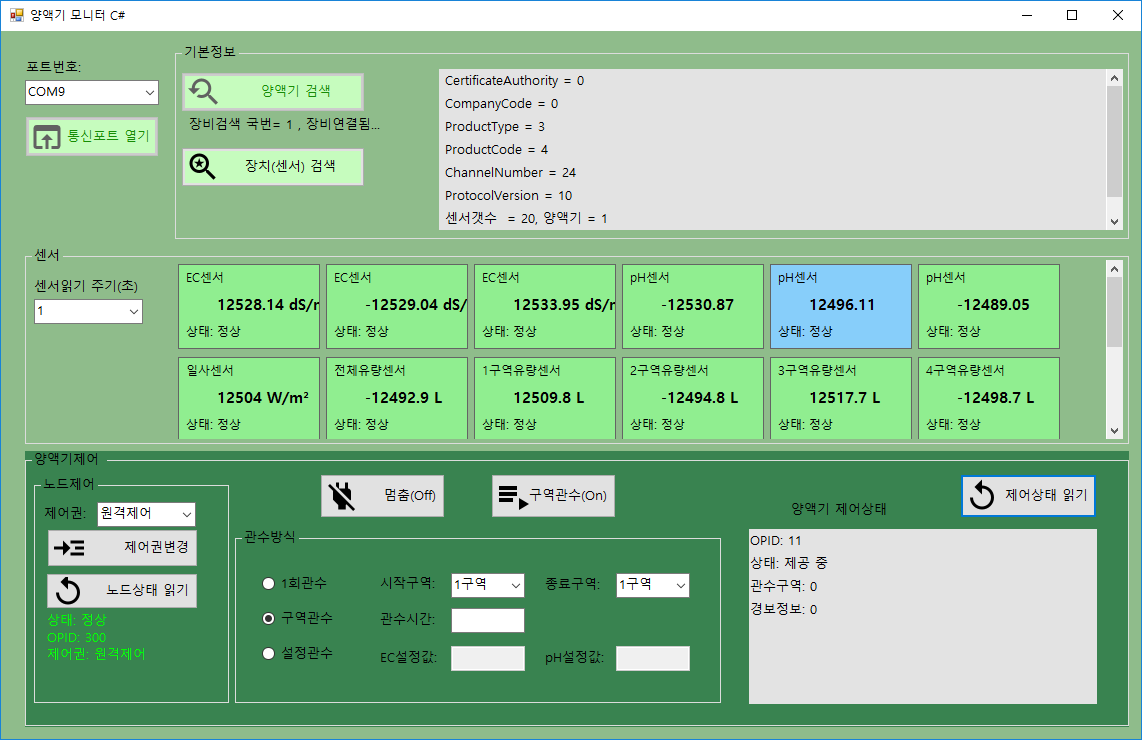 양액기 모니터 C#
포트번호:
COM9
통신포트 열기
기본정보
양액기 검색
장비검색 국번= 1 , 장비연결됨...
장치(센서) 검색
CertificateAuthority = 0
CompanyCode = 0
ProductType = 3
ProductCode = 4
ChannelNumber = 24
ProtocolVersion = 10
센서갯수 = 20, 양액기 = 1
센서
센서읽기 주기(초)
1
EC센서
12528.14 dS/
상태: 정상
EC센서
-12529.04 dS/
상태: 정상
EC센서
12533.95 dS/
상태: 정상
pH센서
-12530.87
상태: 정상
pH센서
12496.11
상태: 정상
pH센서
-12489.05
상태: 정상
일사센서
12504 W/m²
상태: 정상
전체유량센서
-12492.9 L
상태: 정상
1구역유량센서
12509.8 L
상태: 정상
2구역유량센서
-12494.8 L
상태: 정상
3구역유량센서
12517.7 L
상태: 정상
4구역유량센서
-12498.7 L
상태: 정상
양액기제어
노드제어
제어권: 원격제어
제어권변경
노드상태 읽기
상태: 정상
OPID: 300
제어권: 원격제어
멈춤(Off)
구역관수(On)
관수방식
1회관수
구역관수
설정관수
시작구역: 1구역
종료구역: 1구역
관수시간:
EC설정값:
pH설정값:
양액기 제어상태
제어상태 읽기
OPID: 11
상태: 제공 중
관수구역: 0
경보정보: 0